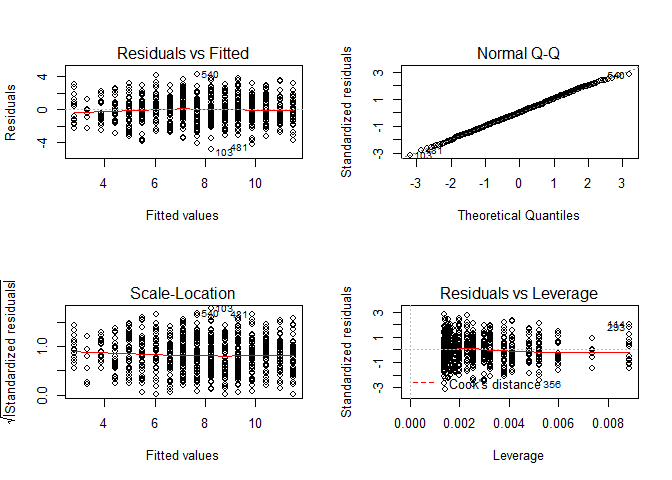 Residuals vs Fitted
Residuals
4
0
-4
540
481
103
4 6 8 10
Fitted values
Normal Q-Q
Standardized residuals
3
1
-1
-3
540
481
103
-3 -2 -1 0 1 2 3
Theoretical Quantiles
Scale-Location
√|Standardized residuals|
1.0
0.0
103
540 481
4 6 8 10
Fitted values
Residuals vs Leverage
Standardized residuals
3
1
-1
-3
144
Cook's distance 356
0.000 0.002 0.004 0.006 0.008
Leverage